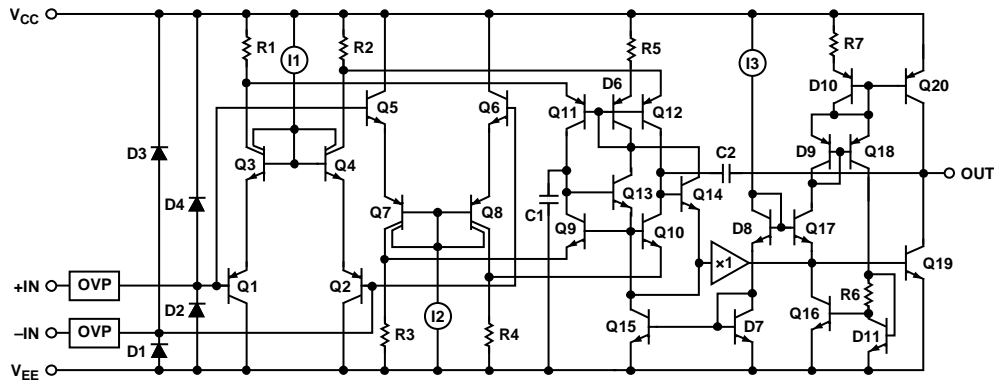 VCC
R1
I1
R2
R5
I3
R7
D6
D10
Q20
Q5
Q6
Q11
Q12
D3
Q3
Q4
D9
Q18
C2
OUT
D4
Q7
Q8
C1
Q13
Q14
Q9
Q10
D8
Q17
×1
Q19
+IN
OVP
Q1
Q2
D2
I2
R6
–IN
OVP
R3
R4
Q15
D7
Q16
D11
D1
VEE